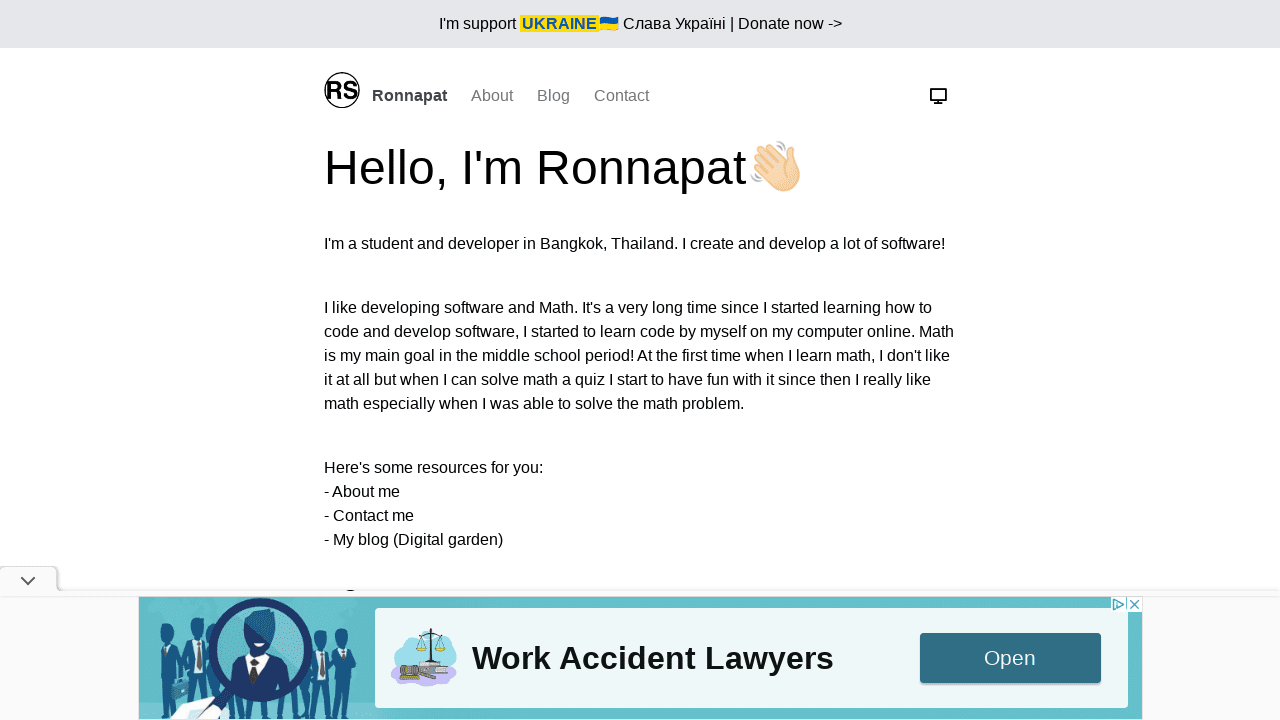 I'm support UKRAINE🇺🇦 Слава Україні | Donate now ->
RS Ronnapat About Blog Contact
Hello, I'm Ronnapat👋🏻
I'm a student and developer in Bangkok, Thailand. I create and develop a lot of software!
I like developing software and Math. It's a very long time since I started learning how to
code and develop software, I started to learn code by myself on my computer online. Math
is my main goal in the middle school period! At the first time when I learn math, I don't like
it at all but when I can solve math a quiz I start to have fun with it since then I really like
math especially when I was able to solve the math problem.
Here's some resources for you:
- About me
- Contact me
- My blog (Digital garden)
Work Accident Lawyers
Open